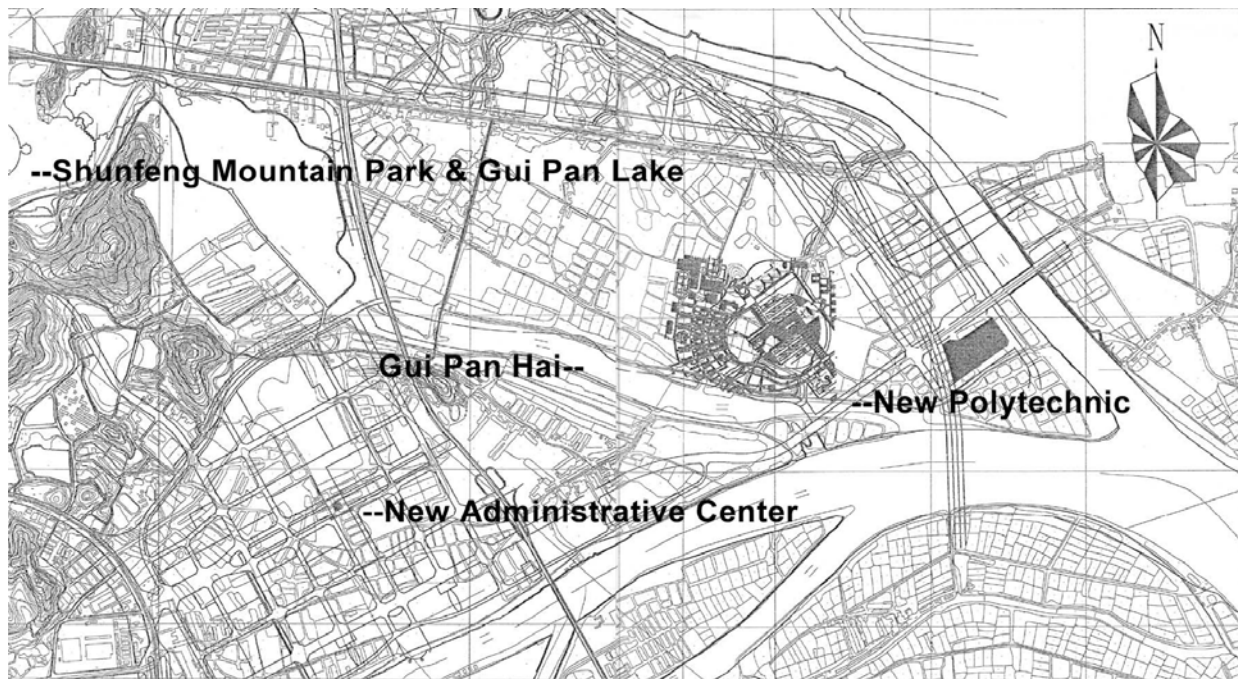 N
--Shunfeng Mountain Park & Gui Pan Lake
Gui Pan Hai--
--New Polytechnic
--New Administrative Center